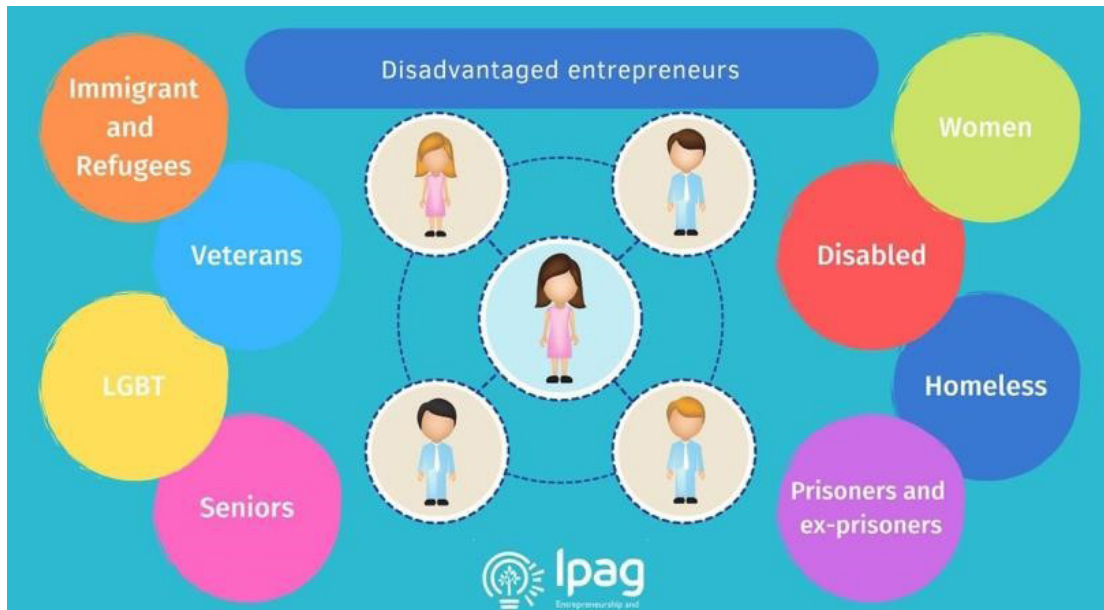 Disadvantaged entrepreneurs
Immigrant
and
Refugees
Veterans
LGBT
Seniors
Women
Disabled
Homeless
Prisoners and
ex-prisoners
Ipag
Entrepreneurship and